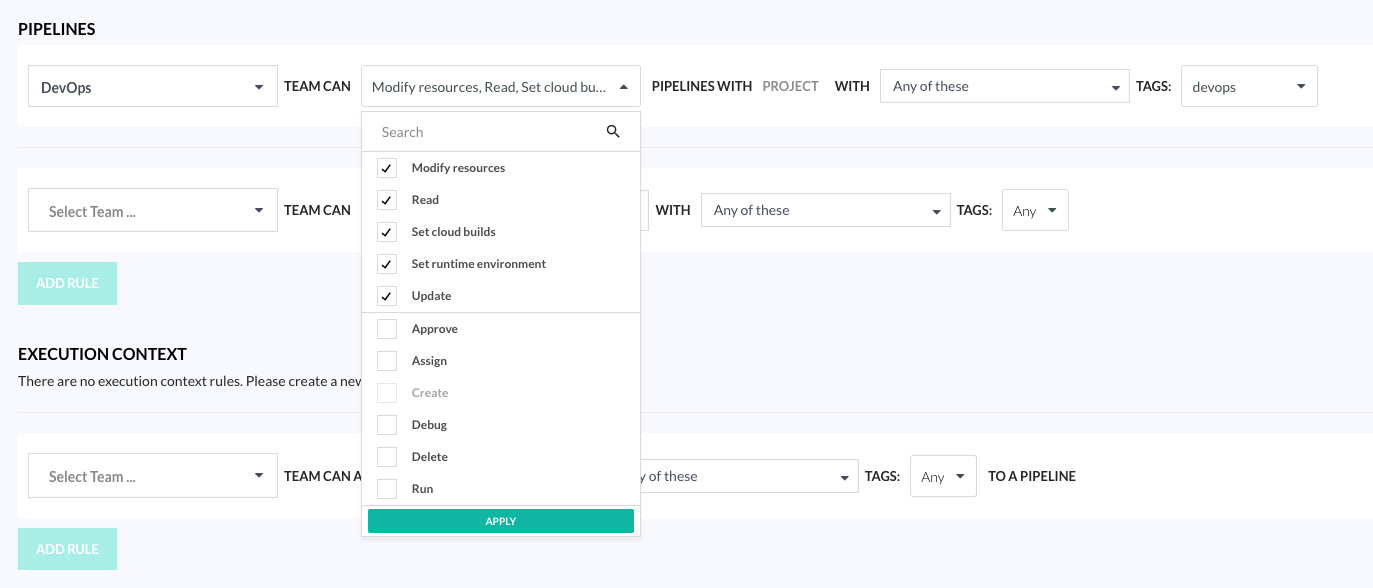 PIPELINES
DevOps TEAM CAN Modify resources, Read, Set cloud bu... PIPELINES WITH PROJECT WITH Any of these TAGS: devops
Search
Modify resources
Read
Select Team ... TEAM CAN WITH Any of these TAGS: Any
Set cloud builds
Set runtime environment
ADD RULE
Update
Approve
EXECUTION CONTEXT
Assign
There are no execution context rules. Please create a new
Create
Debug
Delete
Select Team ... TEAM CAN A y of these TAGS: Any TO A PIPELINE
Run
APPLY
ADD RULE